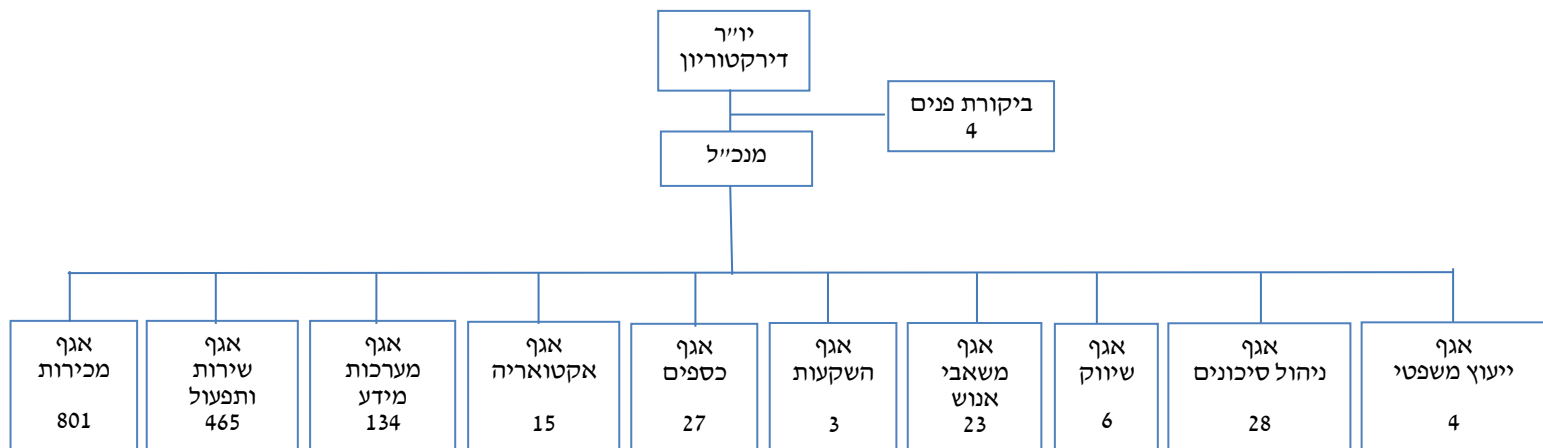 יו״ר
דירקטוריון
ביקורת פנים
4
מנכ״ל
אגף
ייעוץ משפטי
4
אגף
ניהול סיכונים
28
אגף
שיווק
6
אגף
משאבי
אנוש
23
אגף
השקעות
3
אגף
כספים
27
אגף
אקטואריה
15
אגף
מערכות
מידע
134
אגף
שירות
ותפעול
465
אגף
מכירות
801